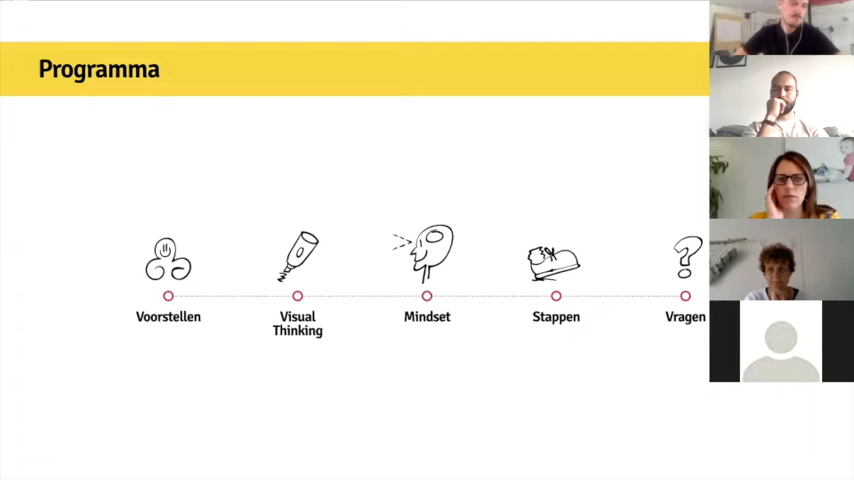 Programma
Voorstellen
Visual
Thinking
Mindset
Stappen
Vragen